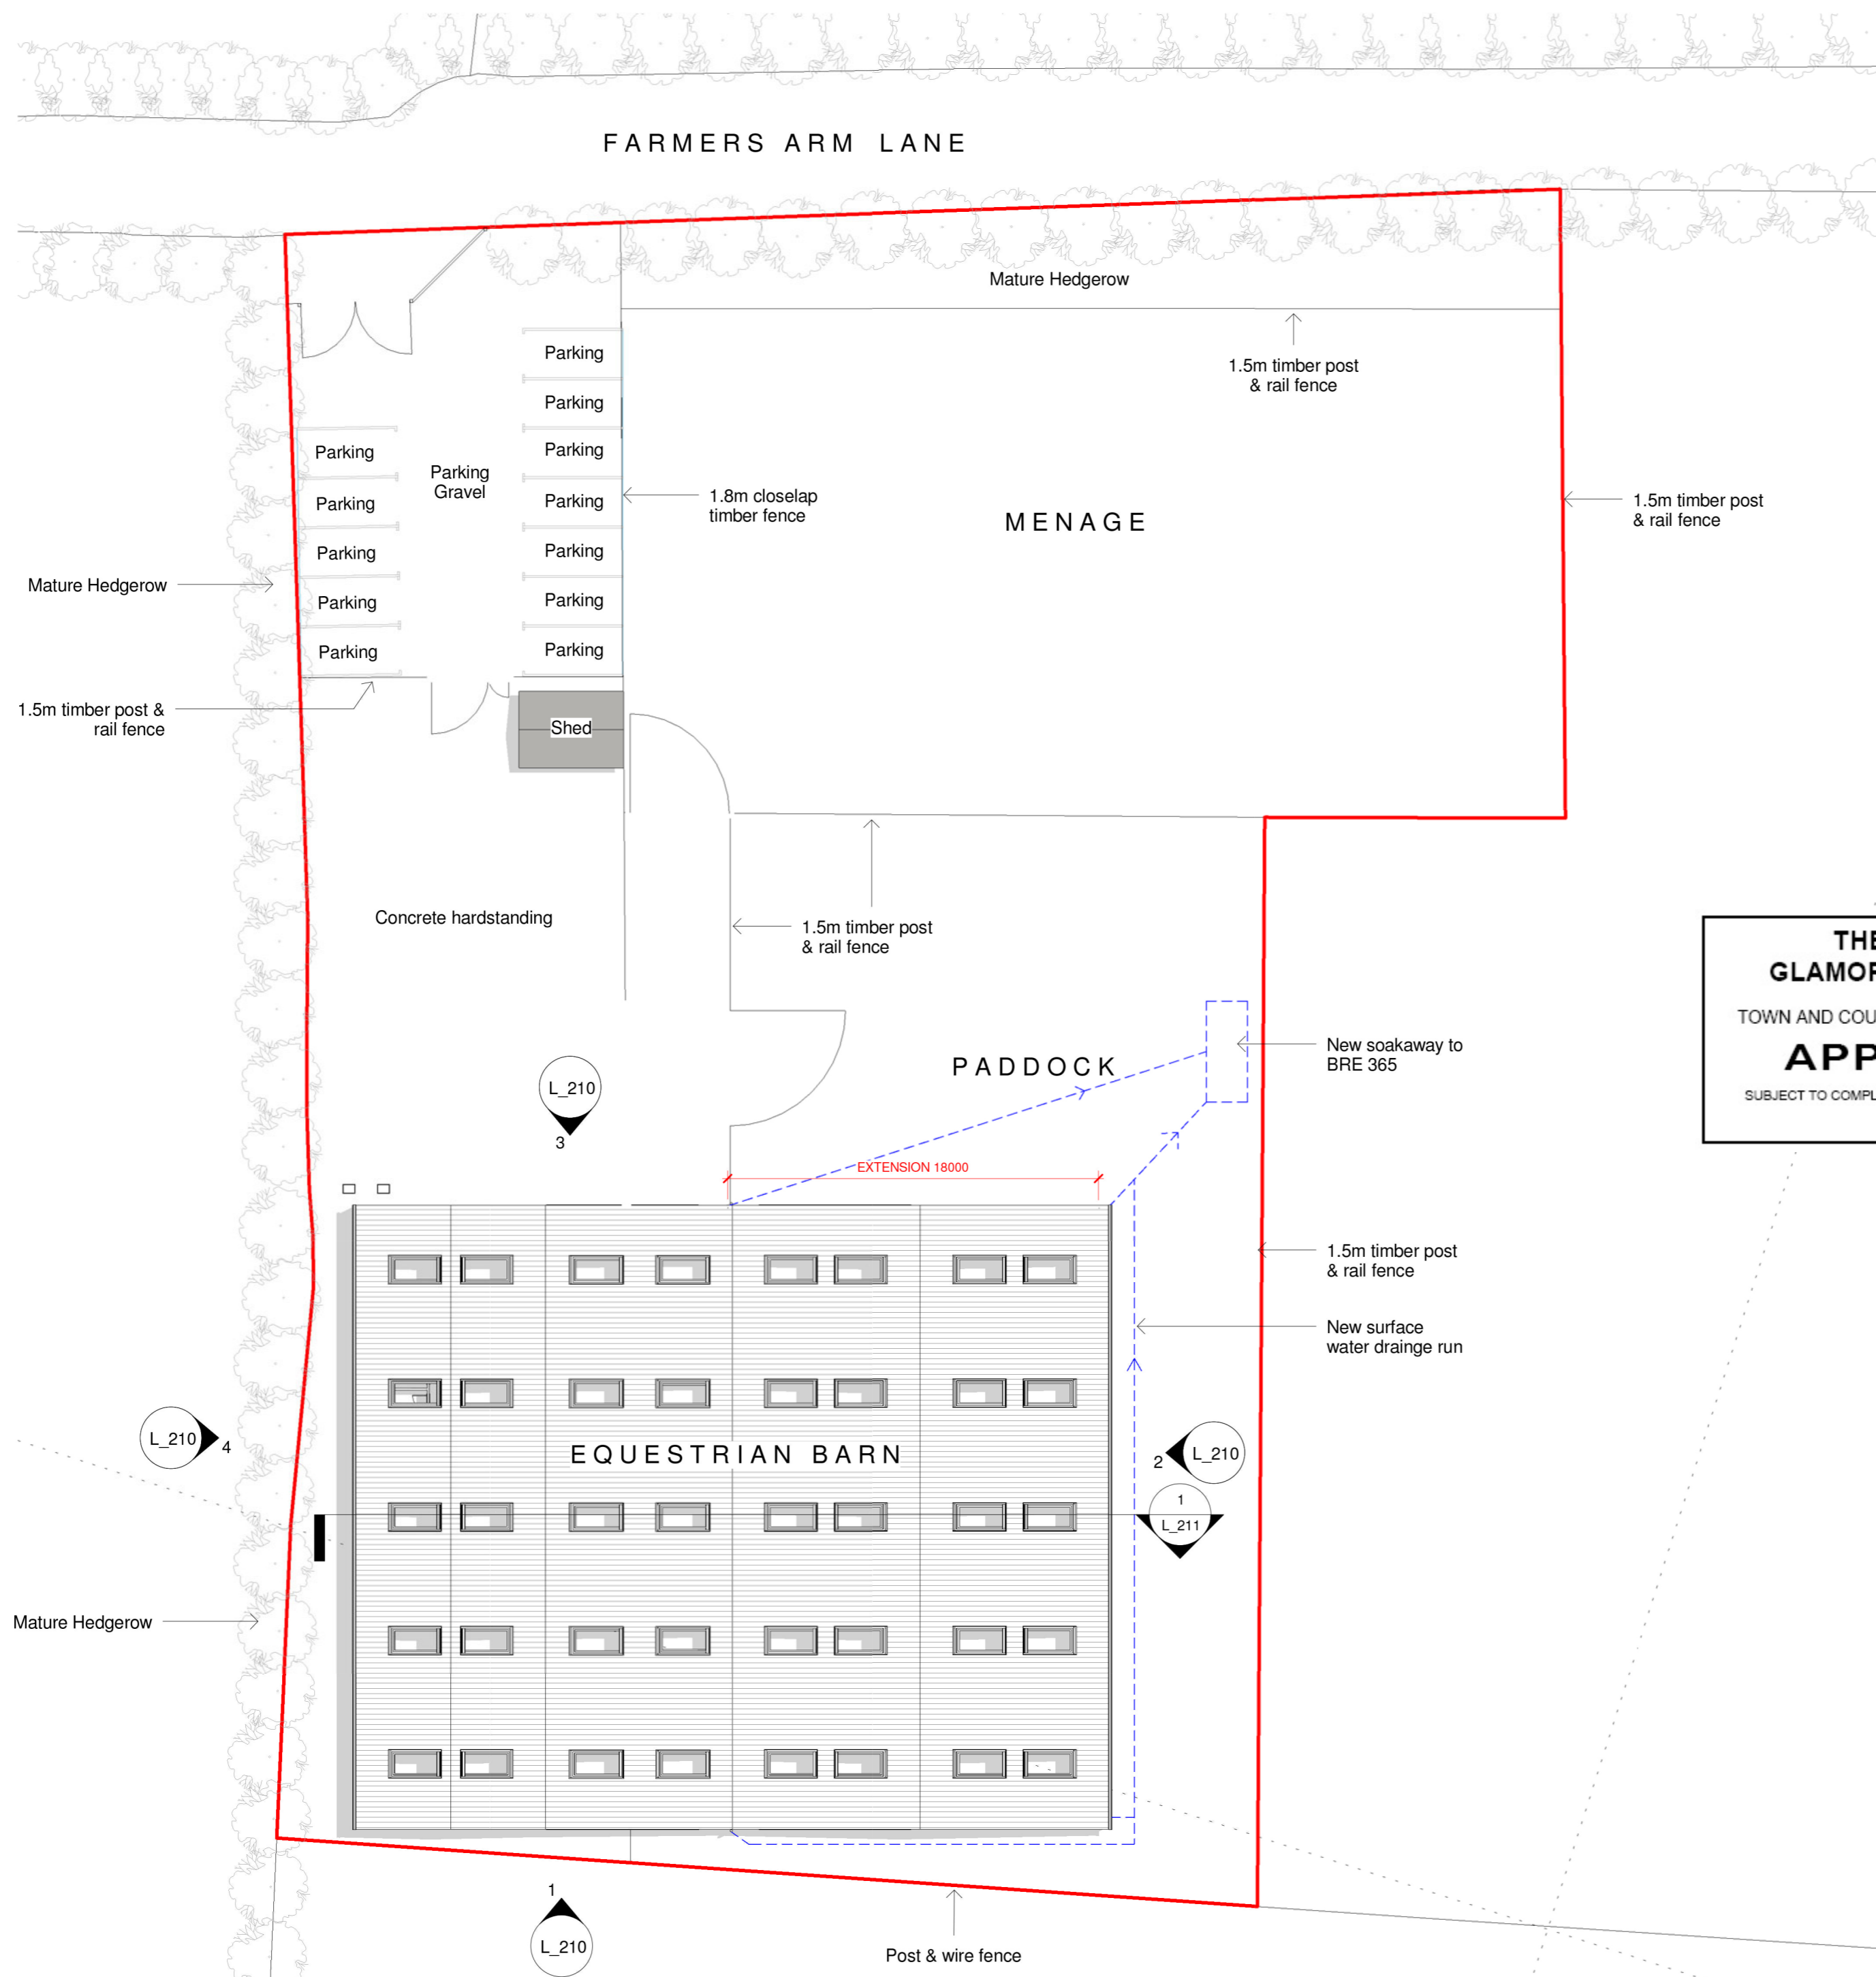 FARMERS ARM LANE
Mature Hedgerow
1.5m timber post
& rail fence
Parking
Parking
Parking
Parking
Parking
Parking
Parking
Parking
Parking
Parking
Parking
Parking
Parking
Gravel
1.8m closelap
timber fence
MENAGE
1.5m timber post
& rail fence
Mature Hedgerow
1.5m timber post &
rail fence
Shed
Concrete hardstanding
1.5m timber post
& rail fence
THE
GLAMOR
TOWN AND COU
APP
SUBJECT TO COMPL
New soakaway to
BRE 365
PADDOCK
L_210
3
EXTENSION 18000
1.5m timber post
& rail fence
New surface
water drainge run
L_210
4
EQUESTRIAN BARN
2
L_210
1
L_211
Mature Hedgerow
1
L_210
Post & wire fence